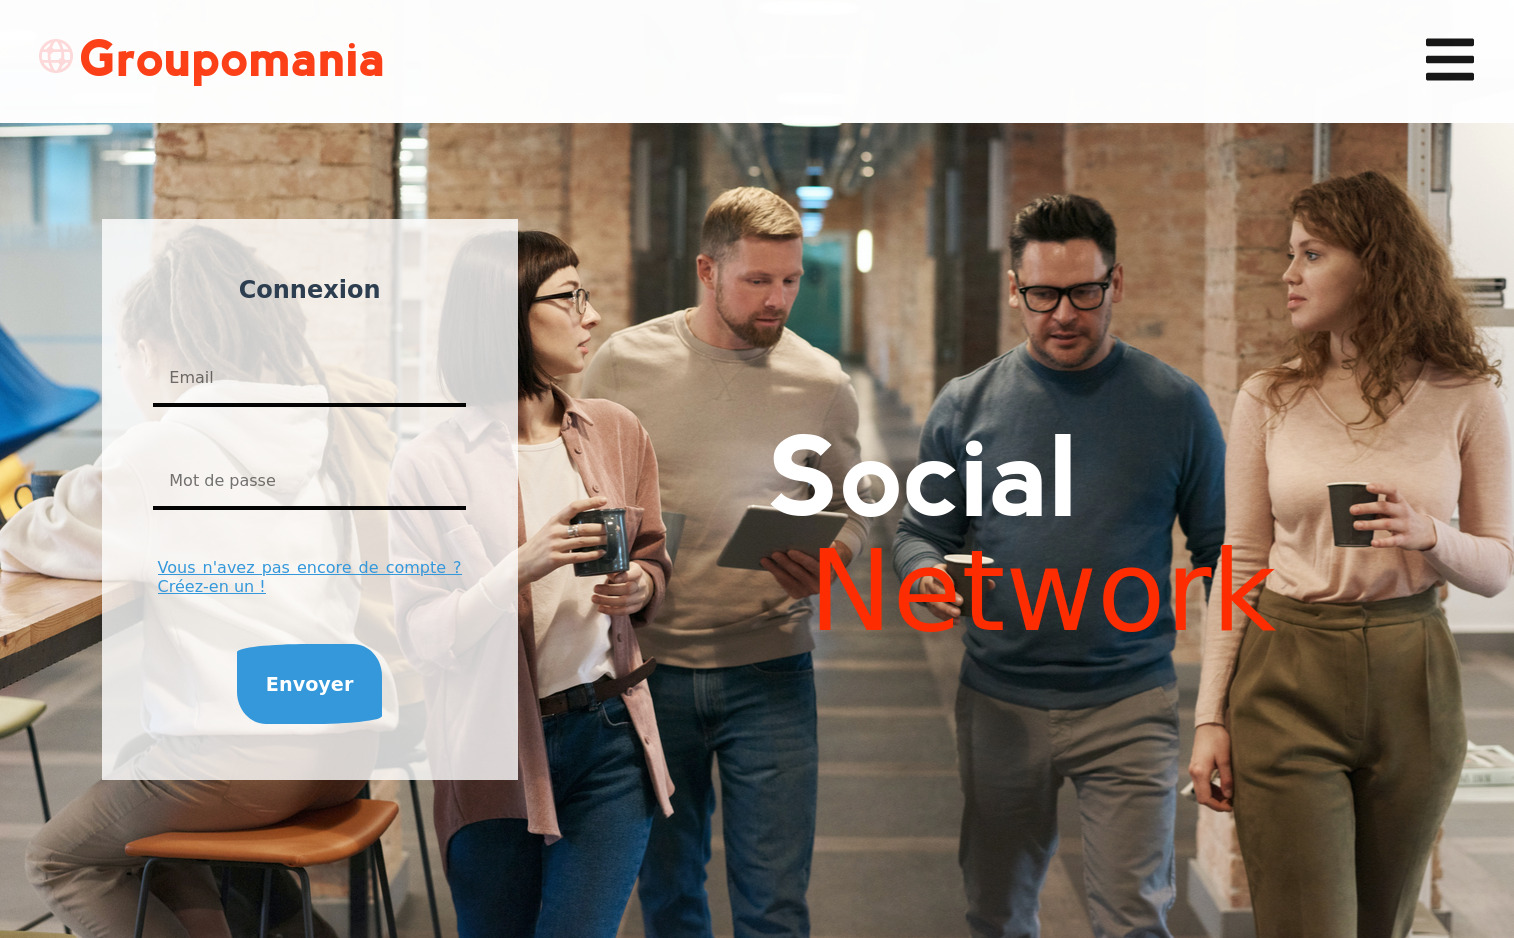 Groupomania
Connexion
Email
Mot de passe
Vous n'avez pas encore de compte ?
Créez-en un !
Envoyer
Social
Network